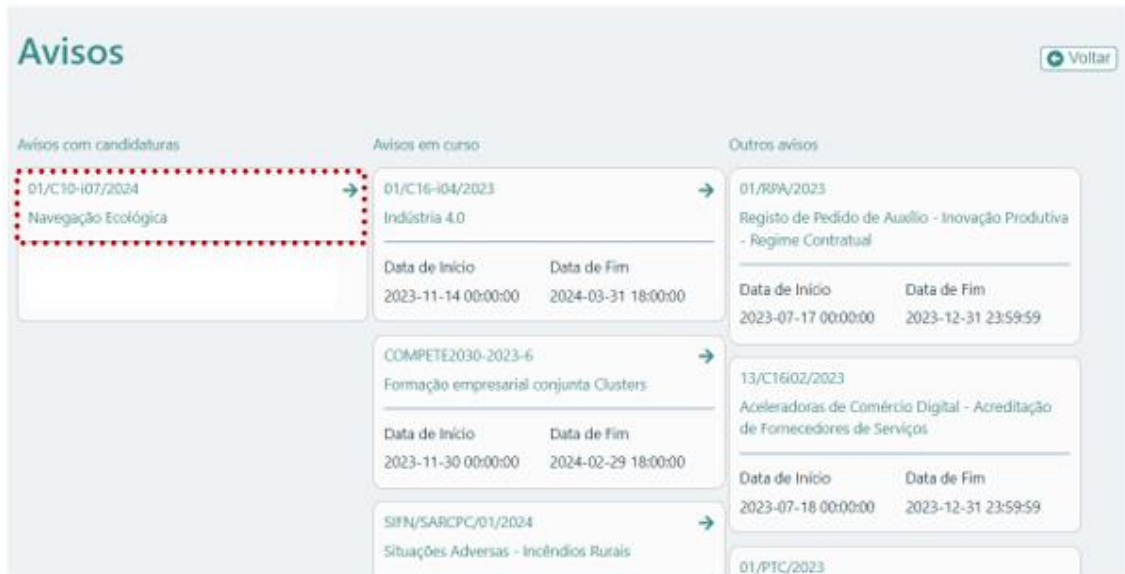 Avisos
Voltar
Avisos com candidaturas
01/C10-i07/2024
Navegação Ecológica
Avisos em curso
01/C16-i04/2023
Indústria 4.0
Data de Início Data de Fim
2023-11-14 00:00:00 2024-03-31 18:00:00
COMPETE2030-2023-6
Formação empresarial conjunta Clusters
Data de Início Data de Fim
2023-11-30 00:00:00 2024-02-29 18:00:00
SIFN/SARCPC/01/2024
Situações Adversas - Incêndios Rurais
Outros avisos
01/RPA/2023
Registo de Pedido de Auxílio - Inovação Produtiva
- Regime Contratual
Data de Início Data de Fim
2023-07-17 00:00:00 2023-12-31 23:59:59
13/C16i02/2023
Aceleradoras de Comércio Digital - Acreditação
de Fornecedores de Serviços
Data de Início Data de Fim
2023-07-18 00:00:00 2023-12-31 23:59:59
01/PTC/2023